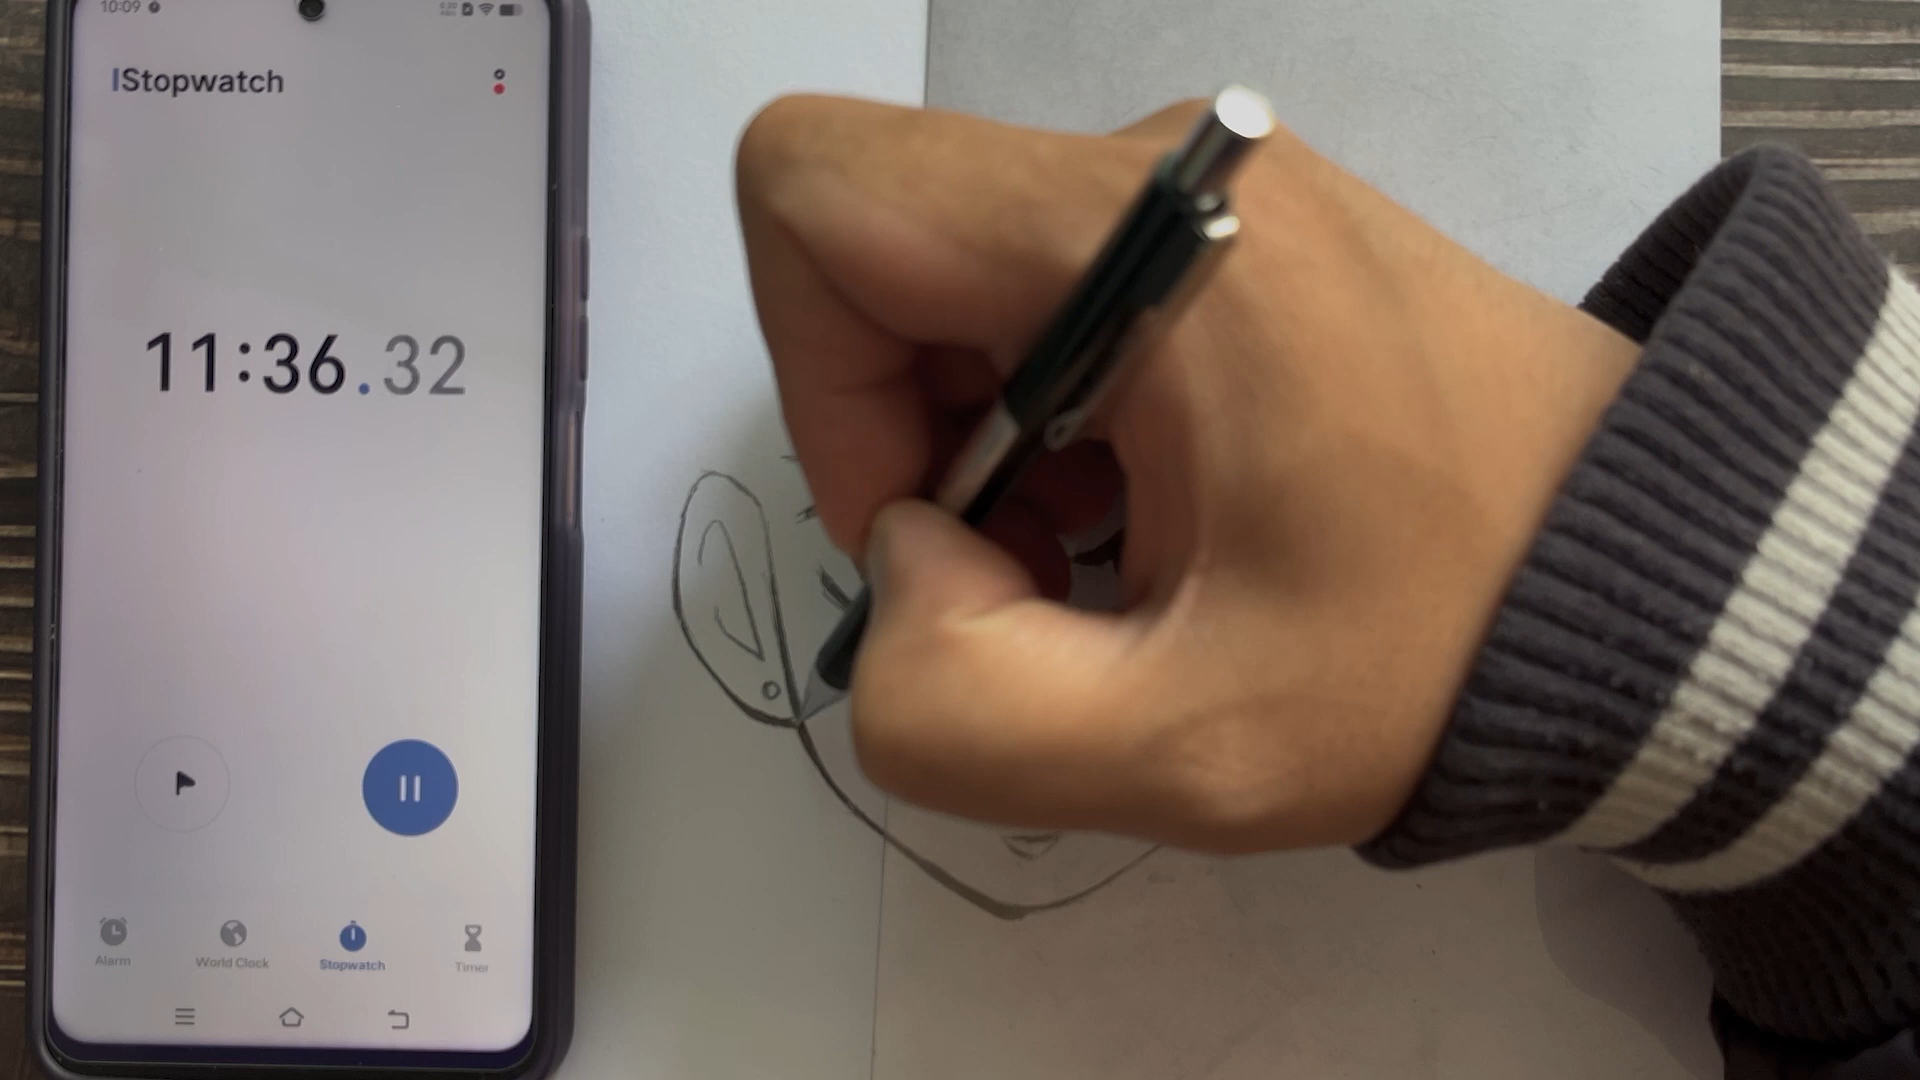 10:09
Stopwatch
11:36.32
Alarm
World Clock
Stopwatch
Timer